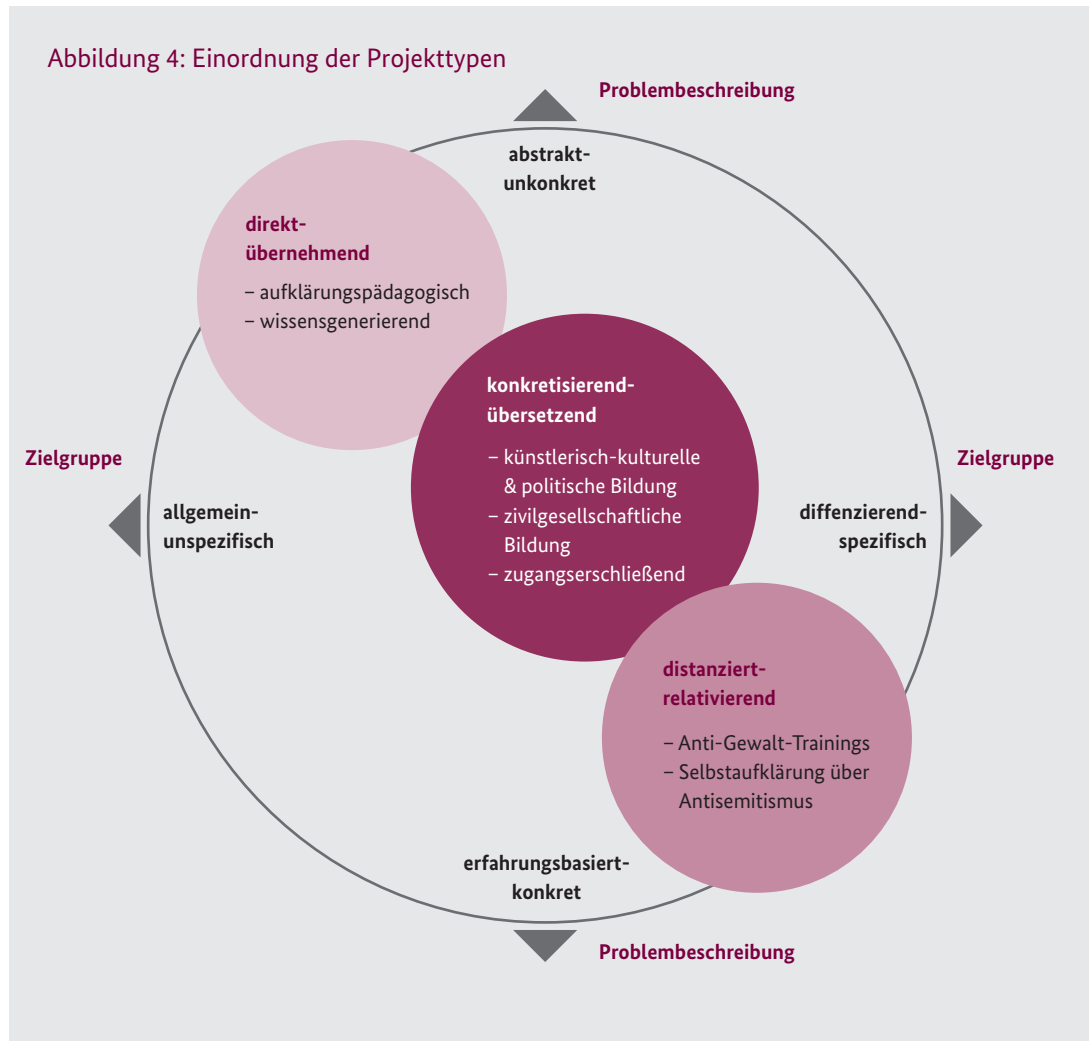 Abbildung 4: Einordnung der Projekttypen
Problembeschreibung
abstrakt-
unkonkret
direkt-
übernehmend
– aufklärungspädagogisch
– wissensgenerierend
konkretisierend-
übersetzend
– künstlerisch-kulturelle
& politische Bildung
– zivilgesellschaftliche
Bildung
– zugangserschließend
Zielgruppe
allgemein-
unspezifisch
Zielgruppe
diffenzierend-
spezifisch
distanziert-
relativierend
– Anti-Gewalt-Trainings
– Selbstaufklärung über
Antisemitismus
erfahrungsbasiert-
konkret
Problembeschreibung